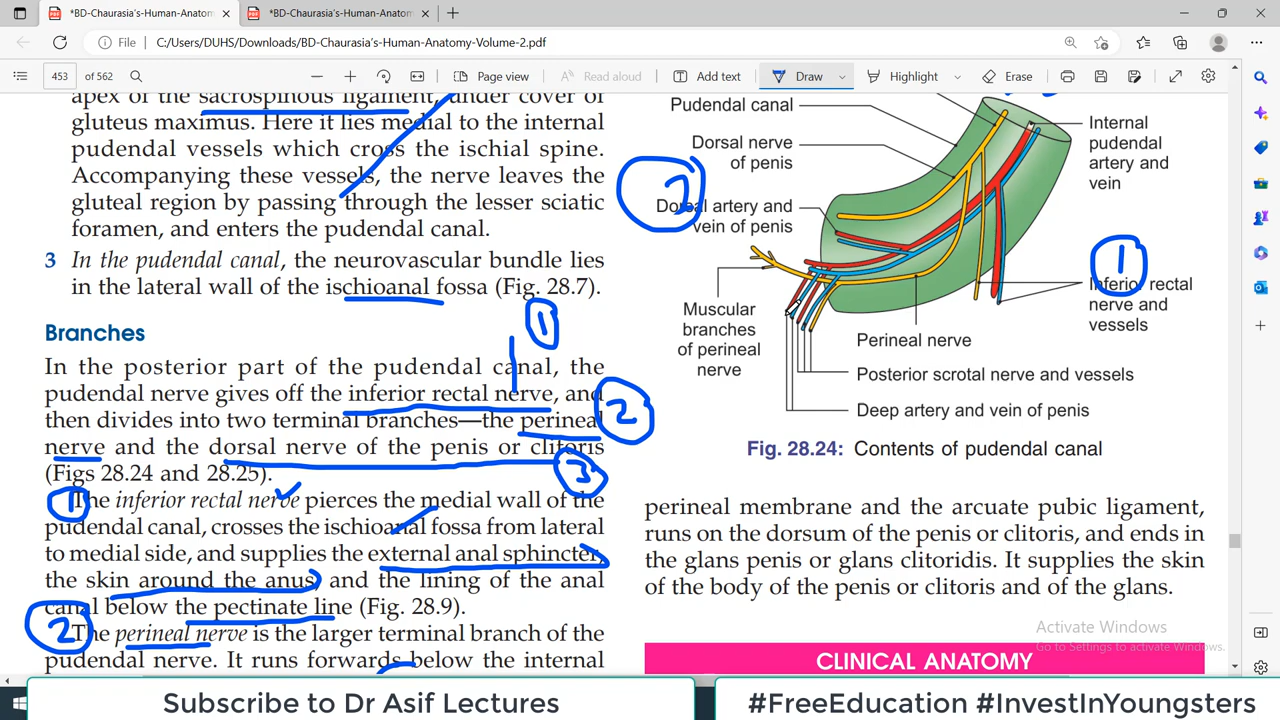 *BD-Chaurasia's-Human-Anatomy
*BD-Chaurasia's-Human-Anatomy
File
C:/Users/DUHS/Downloads/BD-Chaurasia's-Human-Anatomy-Volume-2.pdf
453 of 562
Page view
Read aloud
Add text
Draw
Highlight
Erase
apex of the sacrospinous ligament, under cover of
gluteus maximus. Here it lies medial to the internal
pudendal vessels which cross the ischial spine.
Accompanying these vessels, the nerve leaves the
gluteal region by passing through the lesser sciatic
foramen, and enters the pudendal canal.
3 In the pudendal canal, the neurovascular bundle lies
in the lateral wall of the ischioanal fossa (Fig. 28.7).
1
Branches
In the posterior part of the pudendal canal, the
pudendal nerve gives off the inferior rectal nerve, and
then divides into two terminal branches—the perineal
2
nerve and the dorsal nerve of the penis or clitoris
(Figs 28.24 and 28.25).
3
1
The inferior rectal nerve pierces the medial wall of the
pudendal canal, crosses the ischioanal fossa from lateral
to medial side, and supplies the external anal sphincter,
the skin around the anus, and the lining of the anal
canal below the pectinate line (Fig. 28.9).
2
The perineal nerve is the larger terminal branch of the
pudendal nerve. It runs forwards below the internal
Pudendal canal
Dorsal nerve
of penis
2
Dorsal artery and
vein of penis
Muscular
branches
of perineal
nerve
Internal
pudendal
artery and
vein
1
Inferior rectal
nerve and
vessels
Perineal nerve
Posterior scrotal nerve and vessels
Deep artery and vein of penis
Fig. 28.24: Contents of pudendal canal
perineal membrane and the arcuate pubic ligament,
runs on the dorsum of the penis or clitoris, and ends in
the glans penis or glans clitoridis. It supplies the skin
of the body of the penis or clitoris and of the glans.
Activate Windows
Go to Settings to activate Windows.
CLINICAL ANATOMY
Subscribe to Dr Asif Lectures
#FreeEducation #InvestInYoungsters